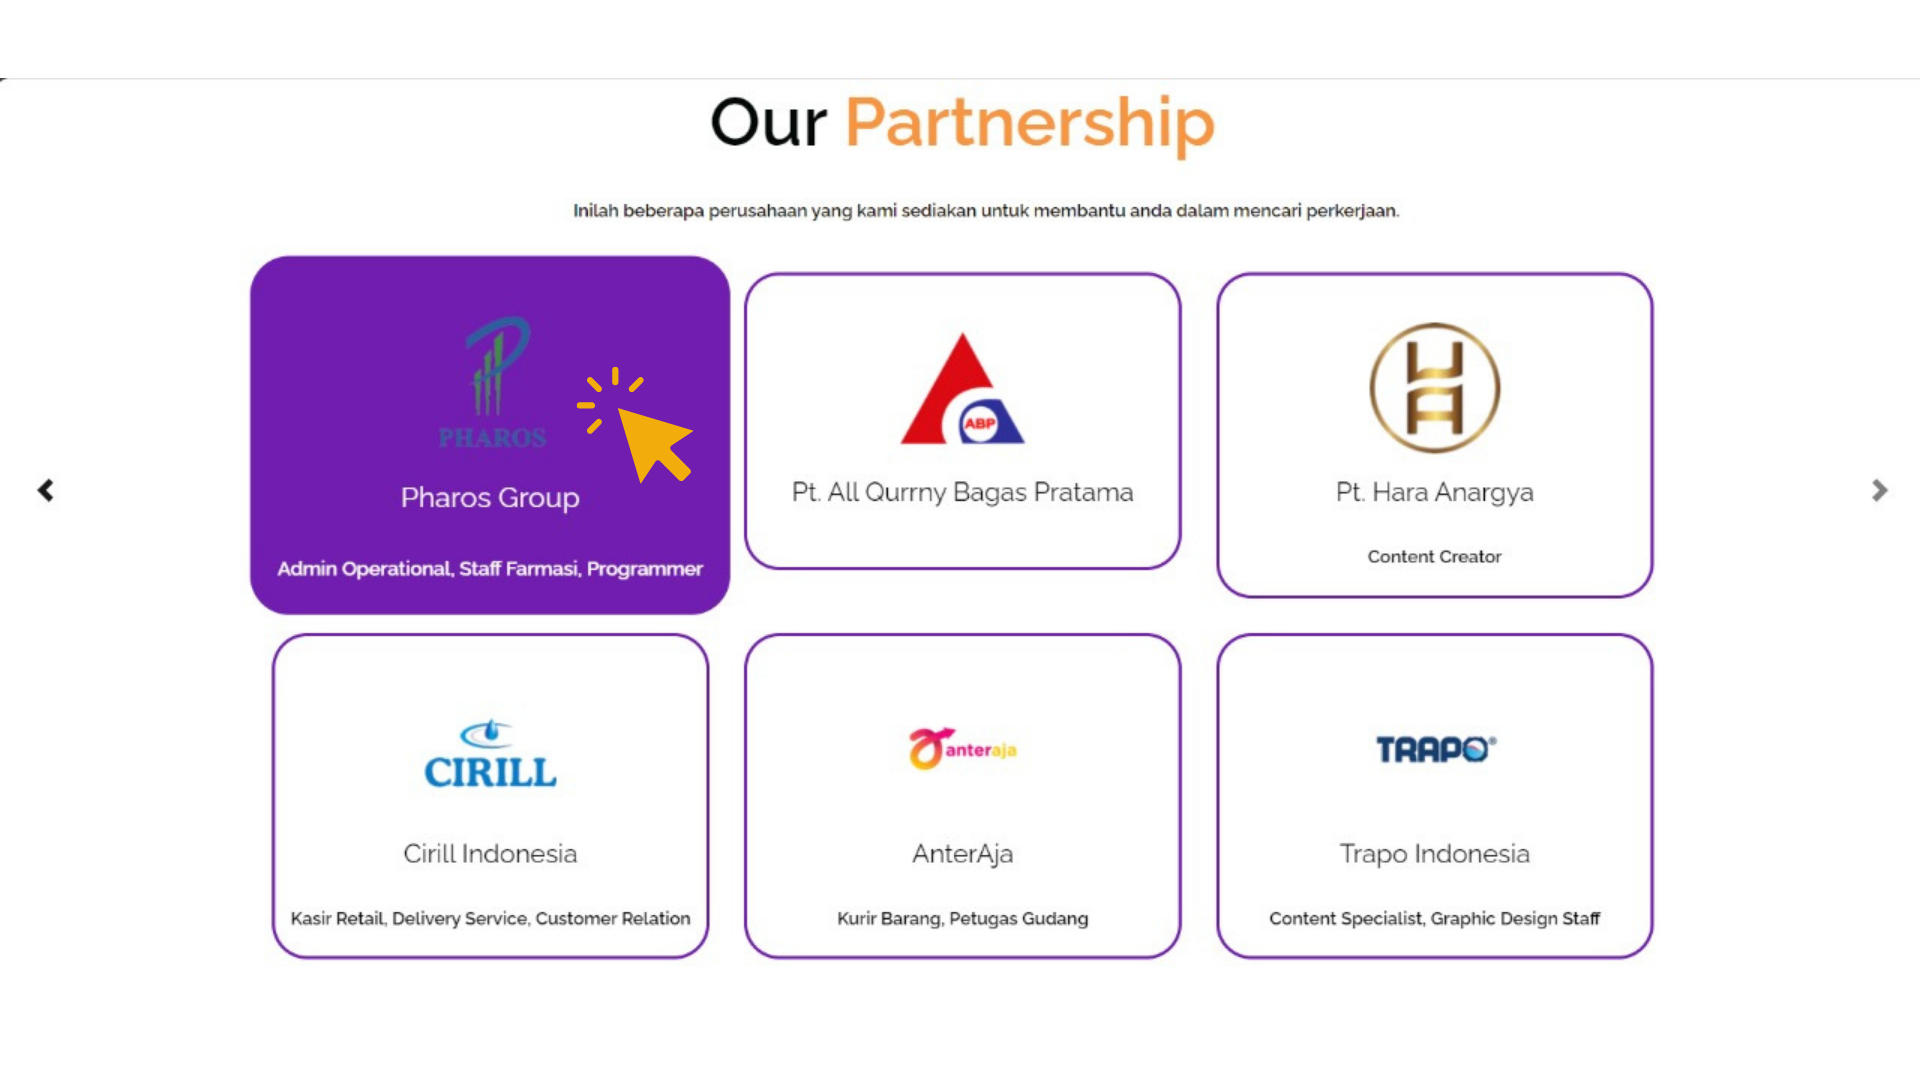 Our Partnership
Inilah beberapa perusahaan yang kami sediakan untuk membantu anda dalam mencari perkerjaan.
PHAROS
Pharos Group
Admin Operational, Staff Farmasi, Programmer
ABP
Pt. All Qurrny Bagas Pratama
Pt. Hara Anargya
Content Creator
CIRILL
Cirill Indonesia
Kasir Retail, Delivery Service, Customer Relation
anteraja
AnterAja
Kurir Barang, Petugas Gudang
TRAPO®
Trapo Indonesia
Content Specialist, Graphic Design Staff